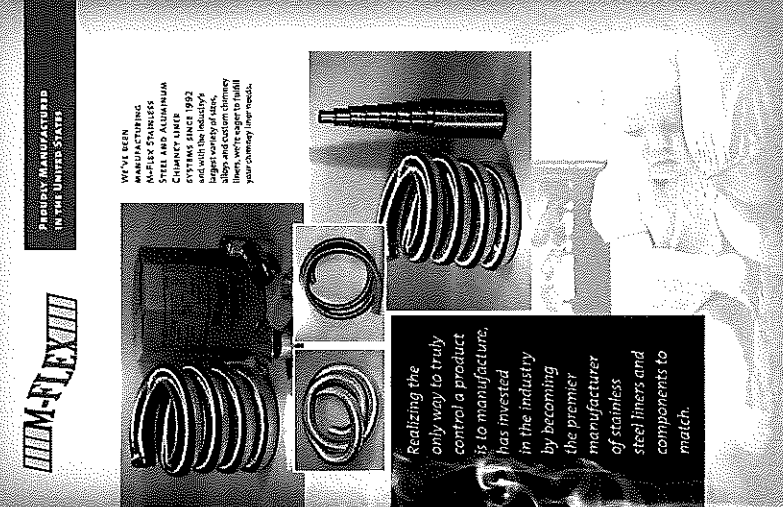 M-FLEX
PROUDLY MANUFACTURED
IN THE UNITED STATES
WE'VE BEEN
MANUFACTURING
M-FLEX STAINLESS
STEEL AND ALUMINUM
CHIMNEY LINER
SYSTEMS SINCE 1992
and with the industry's
largest variety of sizes,
alloys and custom chimney
liners, we're eager to fulfill
your chimney liner needs.
Realizing the
only way to truly
control a product
is to manufacture,
has invested
in the industry
by becoming
the premier
manufacturer
of stainless
steel liners and
components to
match.